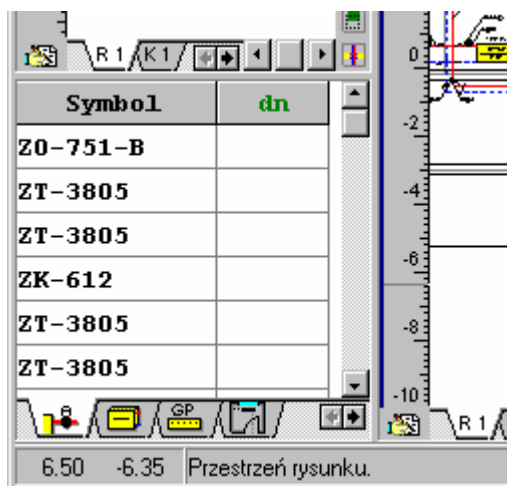 R 1 K 1
Symbol dn
ZO-751-B
ZT-3805
ZT-3805
ZK-612
ZT-3805
ZT-3805
GP
6.50 -6.35 Przestrzeń rysunku.
0
-2
-4
-6
-8
-10
R 1